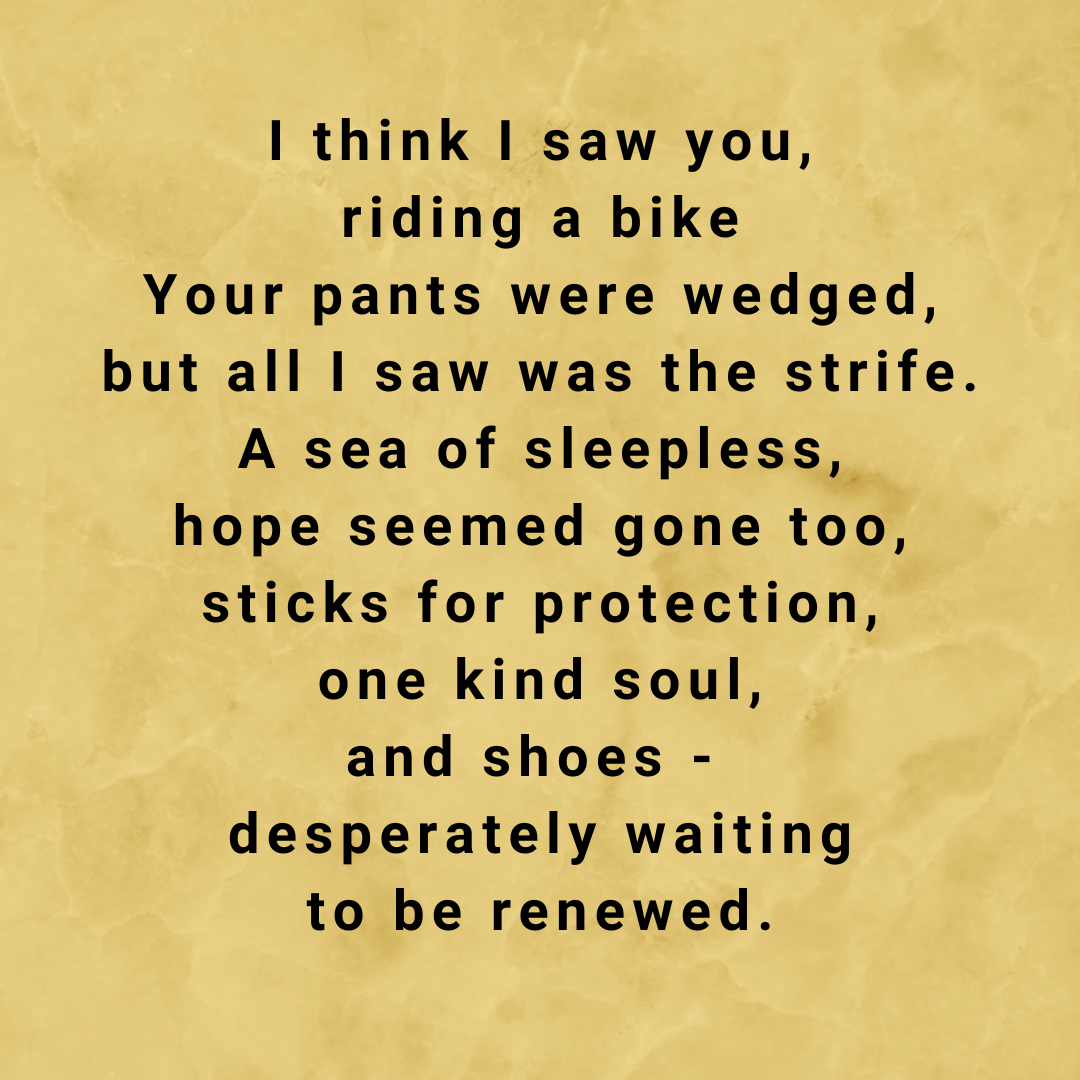 I think I saw you,
riding a bike
Your pants were wedged,
but all I saw was the strife.
A sea of sleepless,
hope seemed gone too,
sticks for protection,
one kind soul,
and shoes -
desperately waiting
to be renewed.